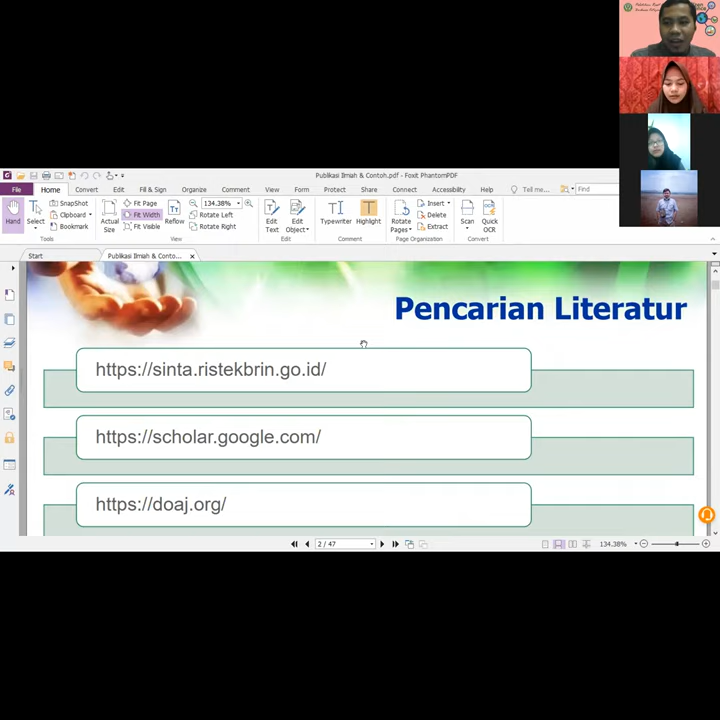 Publikasi Ilmiah & Contoh.pdf - Foxit PhantomPDF
File Home Convert Edit Fill & Sign Organize Comment View Form Protect Share Connect Accessibility Help Tell me... Find
Hand
Select
SnapShot
Clipboard
Bookmark
Tools
Actual Size
Fit Page
Fit Width
Fit Visible
Reflow
134.38%
Rotate Left
Rotate Right
View
Edit Text
Edit Object
Edit
Typewriter
Highlight
Comment
Rotate Pages
Insert
Delete
Extract
Page Organization
Scan
Quick OCR
Convert
Start
Publikasi Ilmiah & Conto...
Pencarian Literatur
https://sinta.ristekbrin.go.id/
https://scholar.google.com/
https://doaj.org/
2 / 47
134.38%